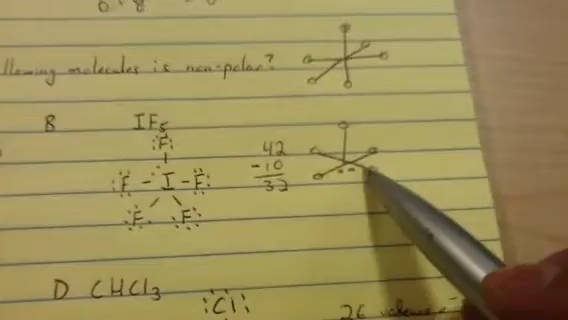 llowing molecules is non-polar?
B IF5
:F:
42
:F - I - F: -10
32
F F
D CHCl3
:Cl: 26 valence e-